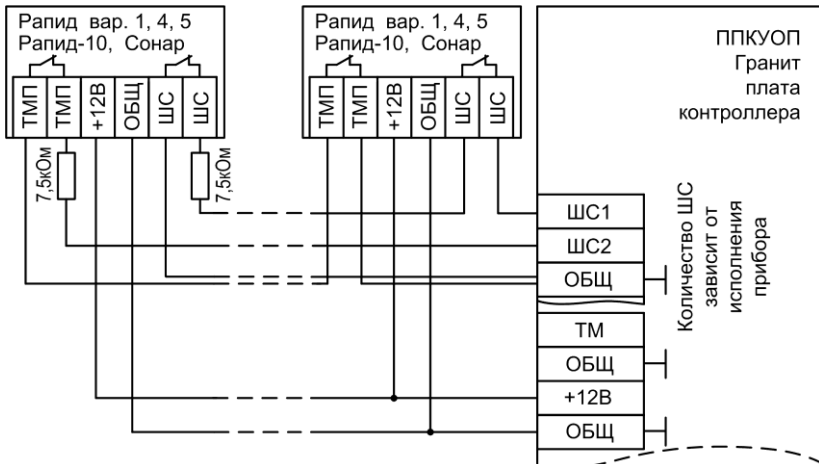 Рапид вар. 1, 4, 5
Рапид-10, Сонар
ТМП
ТМП
+12В
ОБЩ
ШС
ШС
7,5кОм
7,5кОм
Рапид вар. 1, 4, 5
Рапид-10, Сонар
ТМП
ТМП
+12В
ОБЩ
ШС
ШС
ППКУОП
Гранит
плата
контроллера
ШС1
ШС2
ОБЩ
ТМ
ОБЩ
+12В
ОБЩ
Количество ШС
зависит от
исполнения
прибора